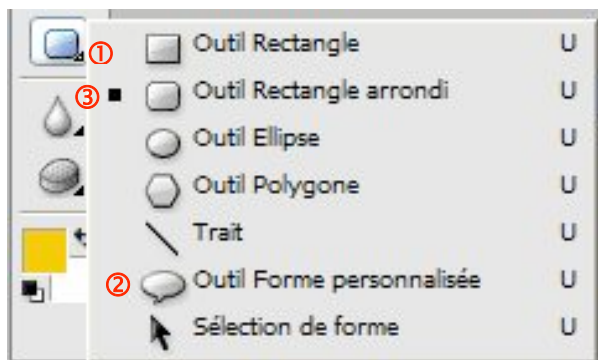 ① Outil Rectangle U
③ Outil Rectangle arrondi U
Outil Ellipse U
Outil Polygone U
Trait U
② Outil Forme personnalisée U
Sélection de forme U